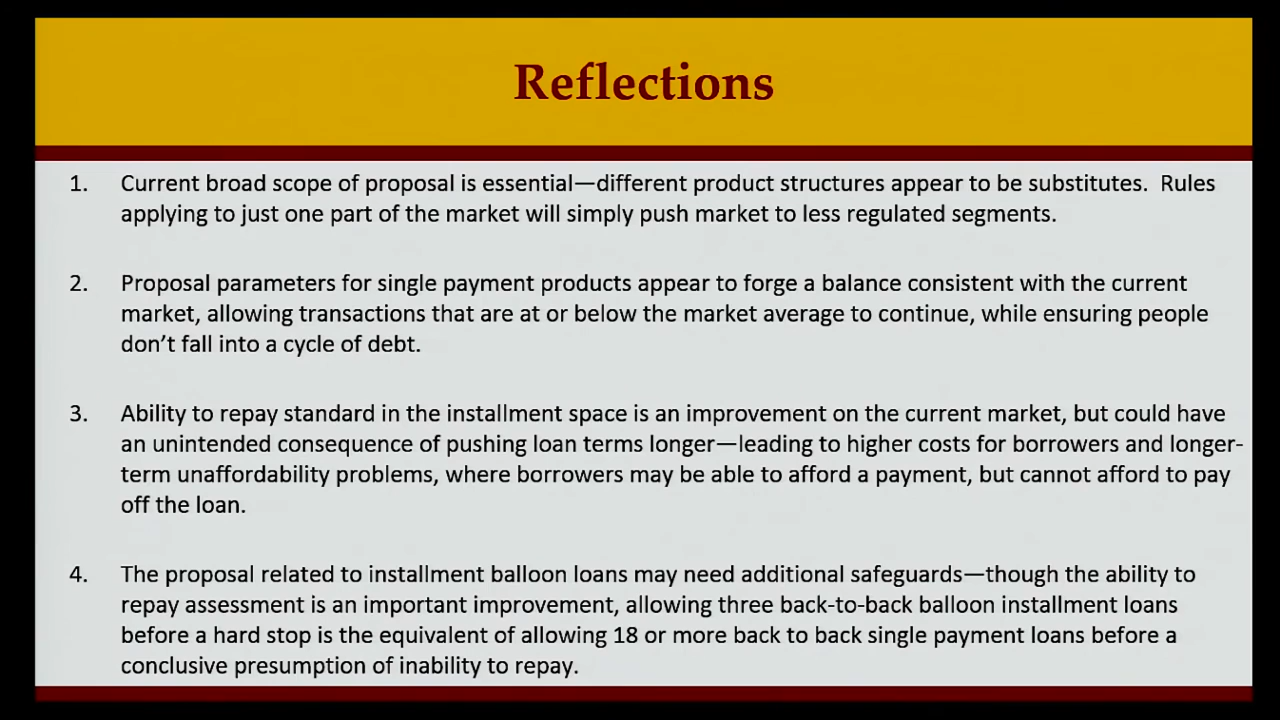 Reflections
1. Current broad scope of proposal is essential—different product structures appear to be substitutes.  Rules
applying to just one part of the market will simply push market to less regulated segments.
2. Proposal parameters for single payment products appear to forge a balance consistent with the current
market, allowing transactions that are at or below the market average to continue, while ensuring people
don’t fall into a cycle of debt.
3. Ability to repay standard in the installment space is an improvement on the current market, but could have
an unintended consequence of pushing loan terms longer—leading to higher costs for borrowers and longer-
term unaffordability problems, where borrowers may be able to afford a payment, but cannot afford to pay
off the loan.
4. The proposal related to installment balloon loans may need additional safeguards—though the ability to
repay assessment is an important improvement, allowing three back-to-back balloon installment loans
before a hard stop is the equivalent of allowing 18 or more back to back single payment loans before a
conclusive presumption of inability to repay.